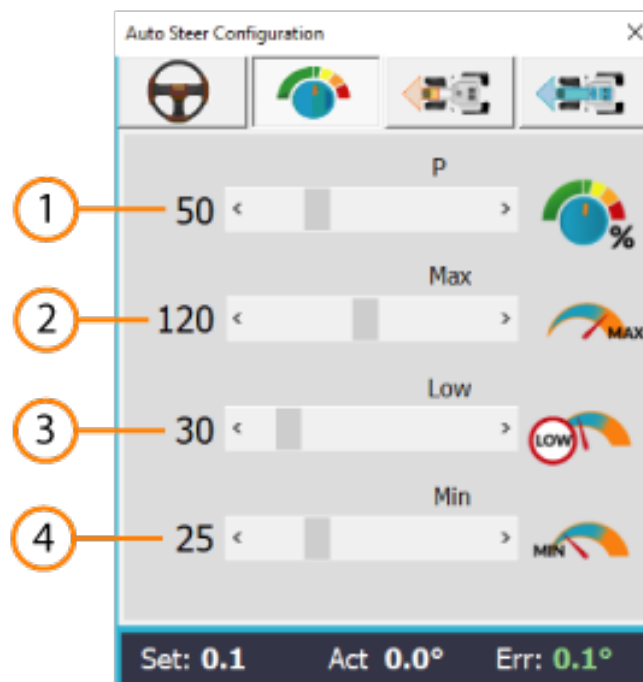 Auto Steer Configuration
P
1 50 %
Max
2 120 MAX
Low
3 30 LOW
Min
4 25 MIN
Set: 0.1 Act 0.0° Err: 0.1°